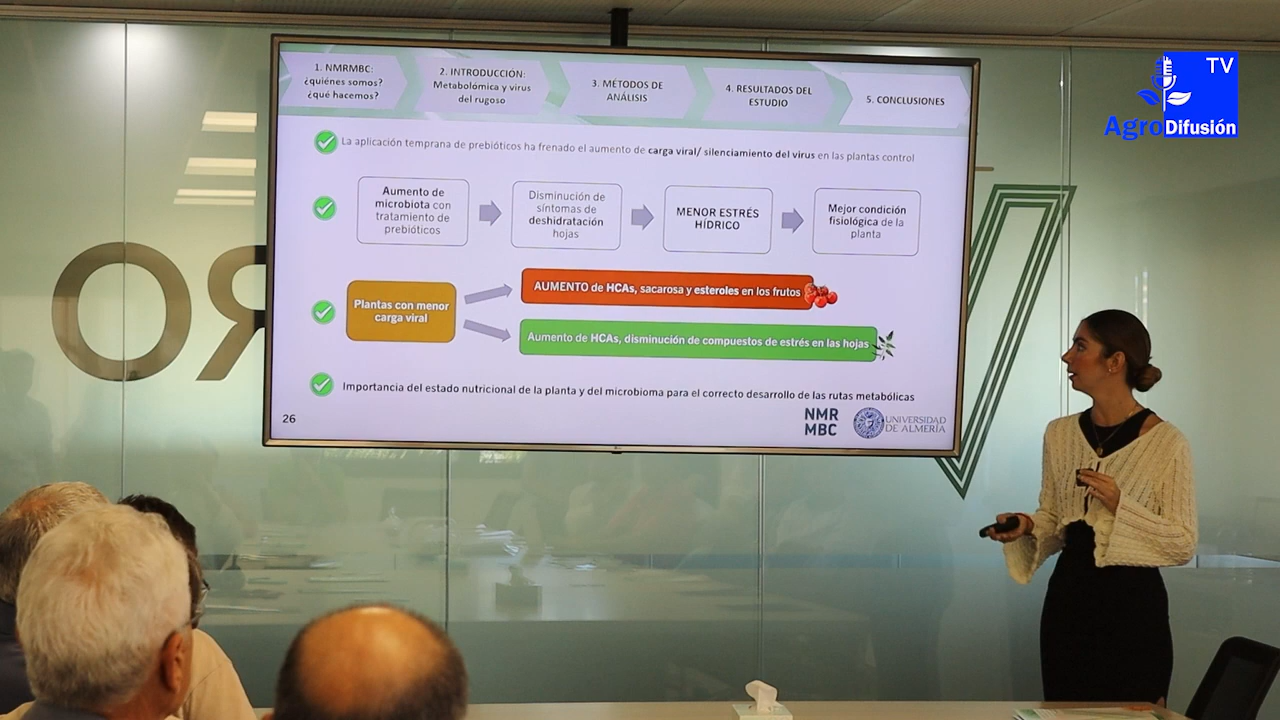 1. NMRMBC:
¿quiénes somos?
¿qué hacemos?
2. INTRODUCCIÓN:
Metabolómica y virus
del rugoso
3. MÉTODOS DE
ANÁLISIS
4. RESULTADOS DEL
ESTUDIO
5. CONCLUSIONES
TV
AgroDifusión
La aplicación temprana de prebióticos ha frenado el aumento de carga viral/ silenciamiento del virus en las plantas control
Aumento de
microbiota con
tratamiento de
prebióticos
Disminución de
síntomas de
deshidratación
hojas
MENOR ESTRÉS
HÍDRICO
Mejor condición
fisiológica de la
planta
Plantas con menor
carga viral
AUMENTO de HCAs, sacarosa y esteroles en los frutos
Aumento de HCAs, disminución de compuestos de estrés en las hojas
Importancia del estado nutricional de la planta y del microbioma para el correcto desarrollo de las rutas metabólicas
26
NMR
MBC
UNIVERSIDAD
DE ALMERÍA